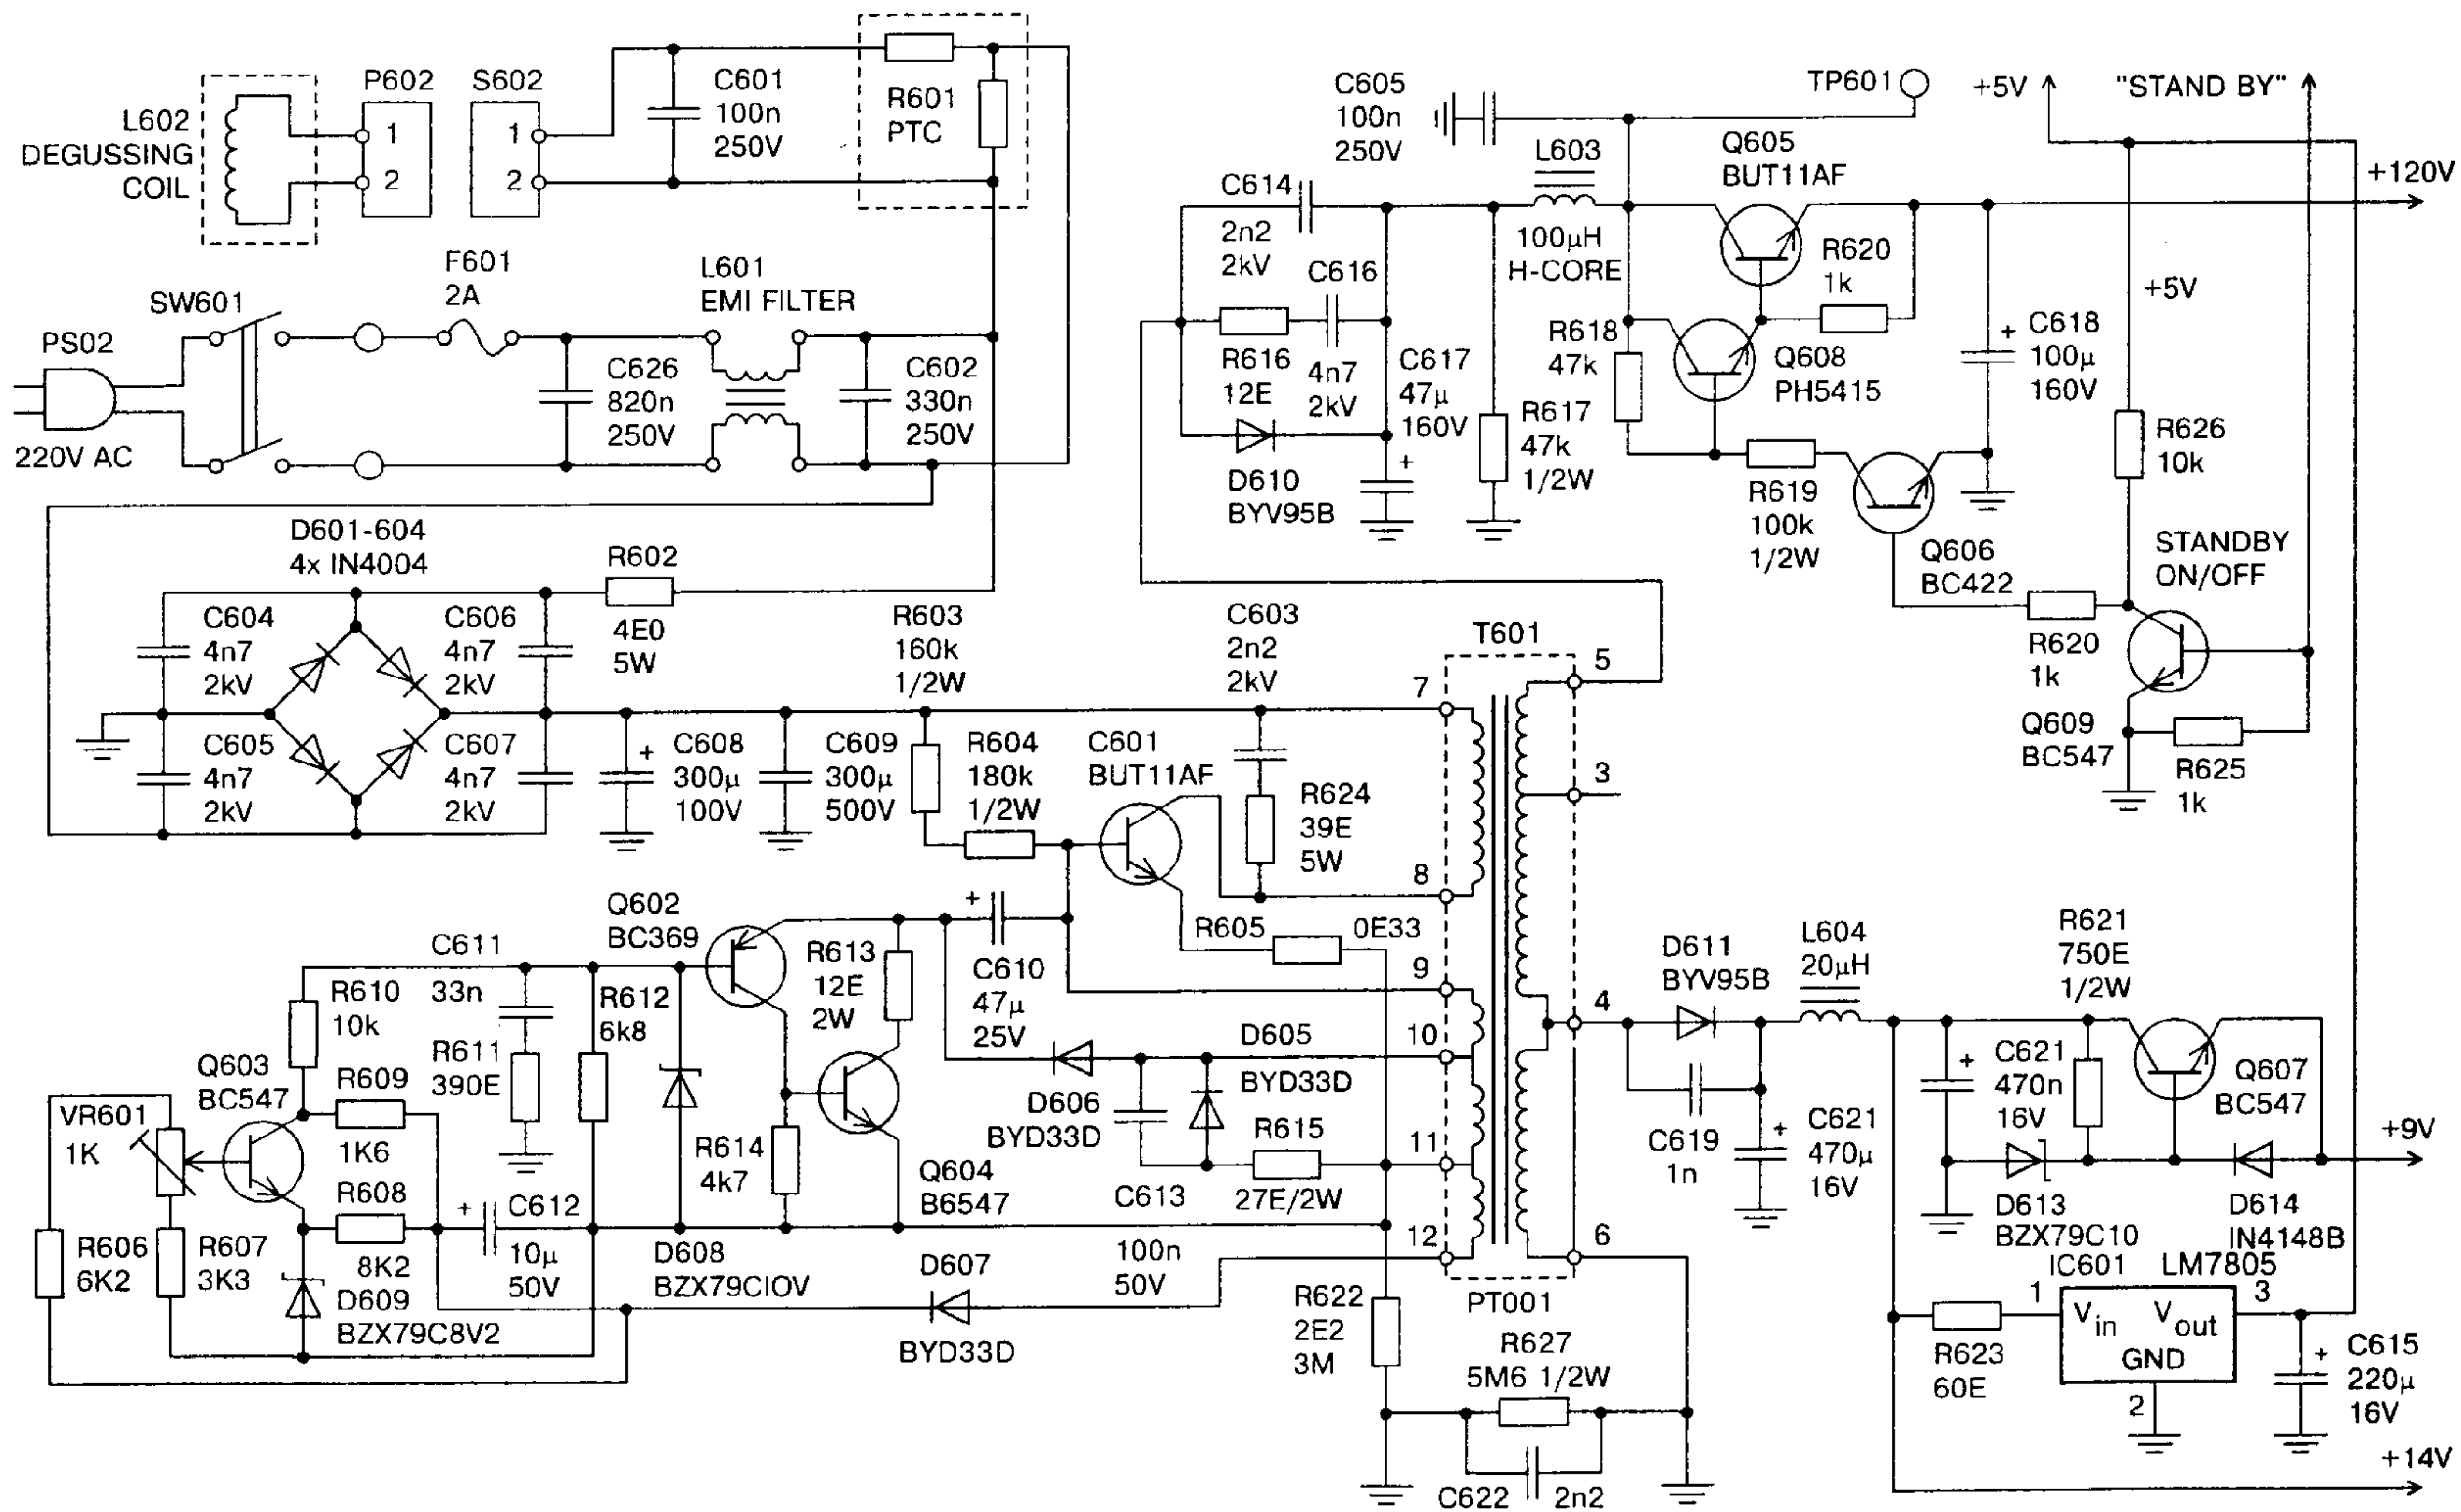 L602
DEGUSSING
COIL
P602
1
2
S602
1
2
C601
100n
250V
R601
PTC
SW601
PS02
220V AC
F601
2A
C626
820n
250V
L601
EMI FILTER
C602
330n
250V
D601-604
4x IN4004
R602
4E0
5W
C604
4n7
2kV
C606
4n7
2kV
C605
4n7
2kV
C607
4n7
2kV
C608
300µ
100V
+
C609
300µ
500V
R603
160k
1/2W
R604
180k
1/2W
C601
BUT11AF
C603
2n2
2kV
R624
39E
5W
R605
0E33
T601
7
8
9
10
11
12
5
3
4
6
PT001
C605
100n
250V
TP601
C614
2n2
2kV
C616
4n7
2kV
R616
12E
D610
BYV95B
C617
47µ
160V
+
L603
100µH
H-CORE
R617
47k
1/2W
Q605
BUT11AF
R620
1k
R618
47k
Q608
PH5415
R619
100k
1/2W
C618
100µ
160V
+
Q606
BC422
+5V
"STAND BY"
+120V
+5V
R626
10k
STANDBY
ON/OFF
R620
1k
Q609
BC547
R625
1k
Q602
BC369
C611
33n
R610
10k
R611
390E
R612
6k8
R613
12E
2W
C610
47µ
25V
+
Q603
BC547
VR601
1K
R609
1K6
R608
8K2
R606
6K2
R607
3K3
D609
BZX79C8V2
C612
10µ
50V
+
D608
BZX79CIOV
R614
4k7
Q604
B6547
D605
BYD33D
D606
BYD33D
R615
27E/2W
C613
100n
50V
D607
BYD33D
R622
2E2
3M
R627
5M6 1/2W
C622
2n2
D611
BYV95B
L604
20µH
C619
1n
C621
470µ
16V
+
R621
750E
1/2W
C621
470n
16V
+
Q607
BC547
+9V
D613
BZX79C10
D614
IN4148B
IC601
LM7805
1
3
Vin
Vout
GND
2
R623
60E
C615
220µ
16V
+
+14V